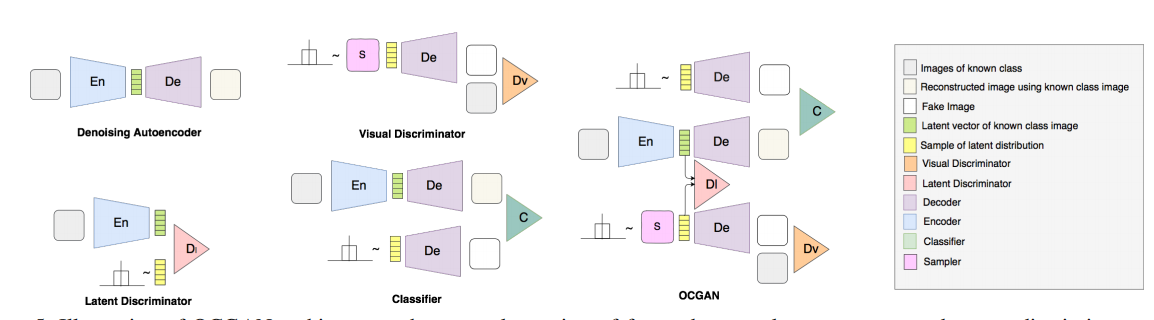 En
De
Denoising Autoencoder
~
S
De
Dv
Visual Discriminator
En
Dl
~
Latent Discriminator
En
De
C
~
De
Classifier
~
De
C
En
De
Dl
~
S
De
Dv
OCGAN
Images of known class
Reconstructed image using known class image
Fake Image
Latent vector of known class image
Sample of latent distribution
Visual Discriminator
Latent Discriminator
Decoder
Encoder
Classifier
Sampler